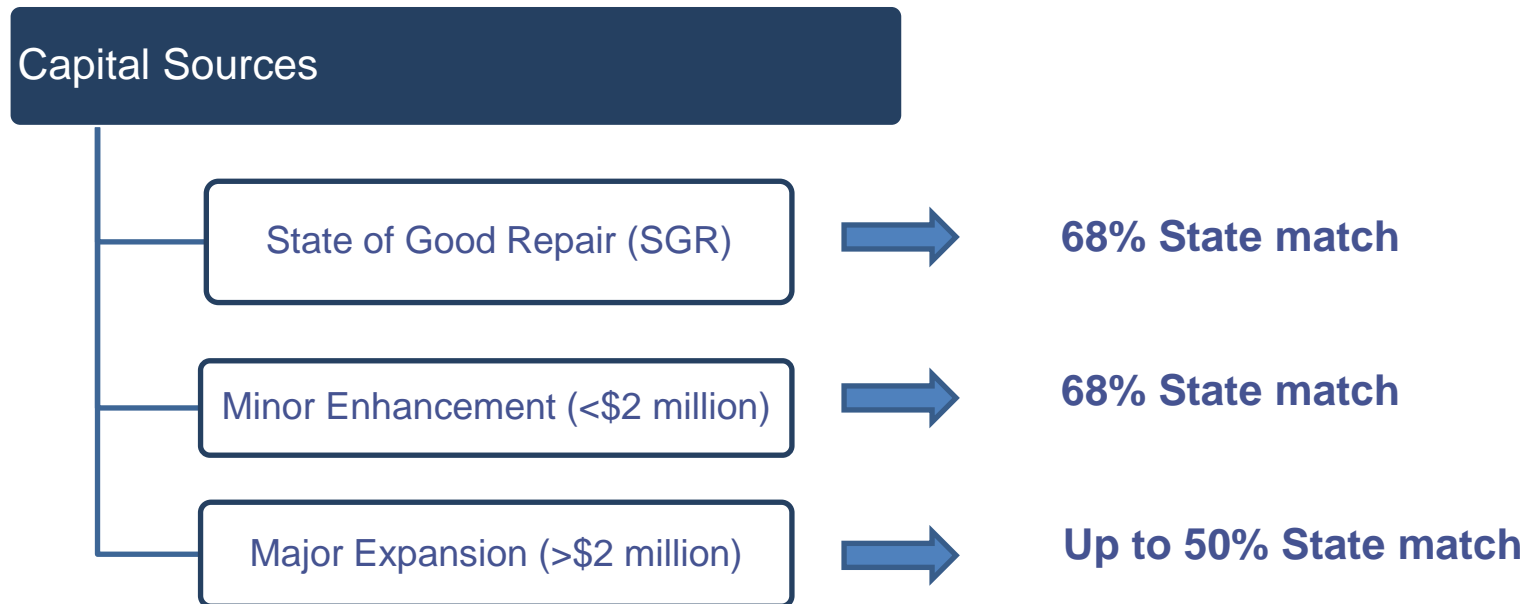 Capital Sources
State of Good Repair (SGR)
68% State match
Minor Enhancement (<$2 million)
68% State match
Major Expansion (>$2 million)
Up to 50% State match